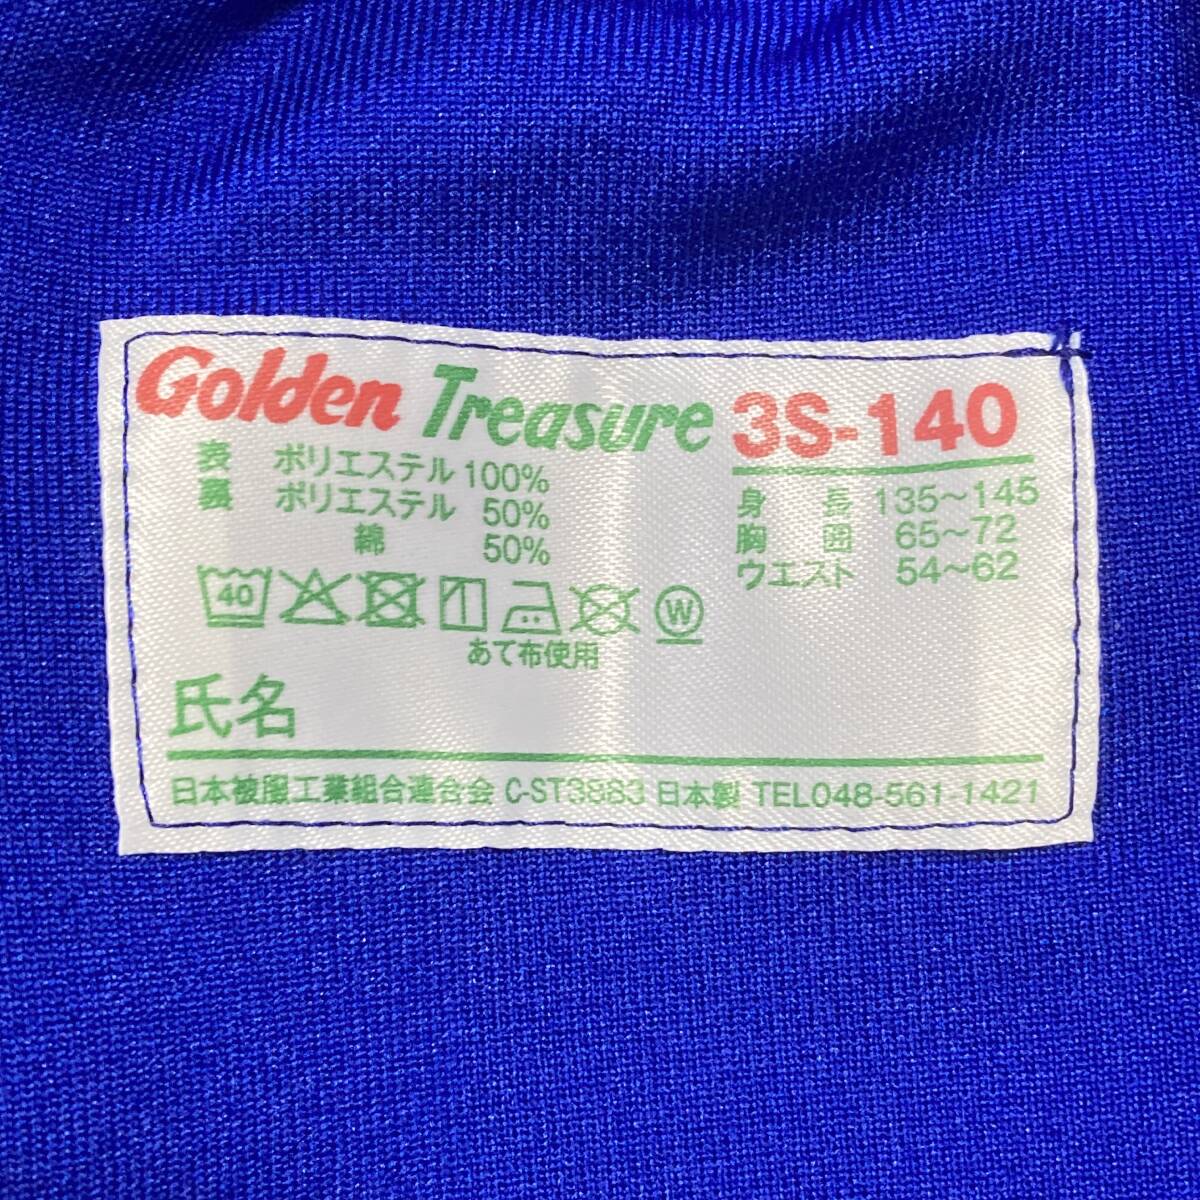 Golden Treasure 3S-140
表 ポリエステル 100%
裏 ポリエステル 50%
綿 50%
身長 135~145
胸囲 65~72
ウエスト 54~62
40 W
あて布使用
氏名
日本被服工業組合連合会 C-ST3883 日本製 TEL048-561-1421